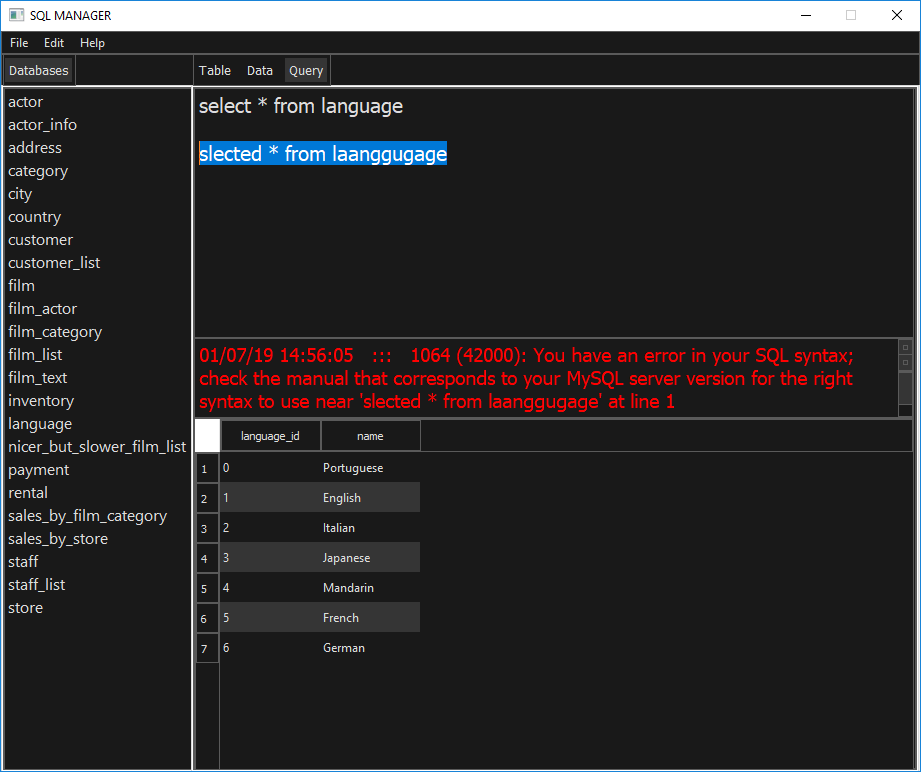 SQL MANAGER
File Edit Help
Databases
Table Data Query
actor
actor_info
address
category
city
country
customer
customer_list
film
film_actor
film_category
film_list
film_text
inventory
language
nicer_but_slower_film_list
payment
rental
sales_by_film_category
sales_by_store
staff
staff_list
store
select * from language
slected * from laanggugage
01/07/19 14:56:05 ::: 1064 (42000): You have an error in your SQL syntax;
check the manual that corresponds to your MySQL server version for the right
syntax to use near 'slected * from laanggugage' at line 1
language_id name
1 0 Portuguese
2 1 English
3 2 Italian
4 3 Japanese
5 4 Mandarin
6 5 French
7 6 German